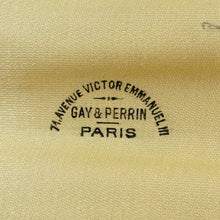 74, AVENUE VICTOR EMMANUEL III
GAY & PERRIN
PARIS